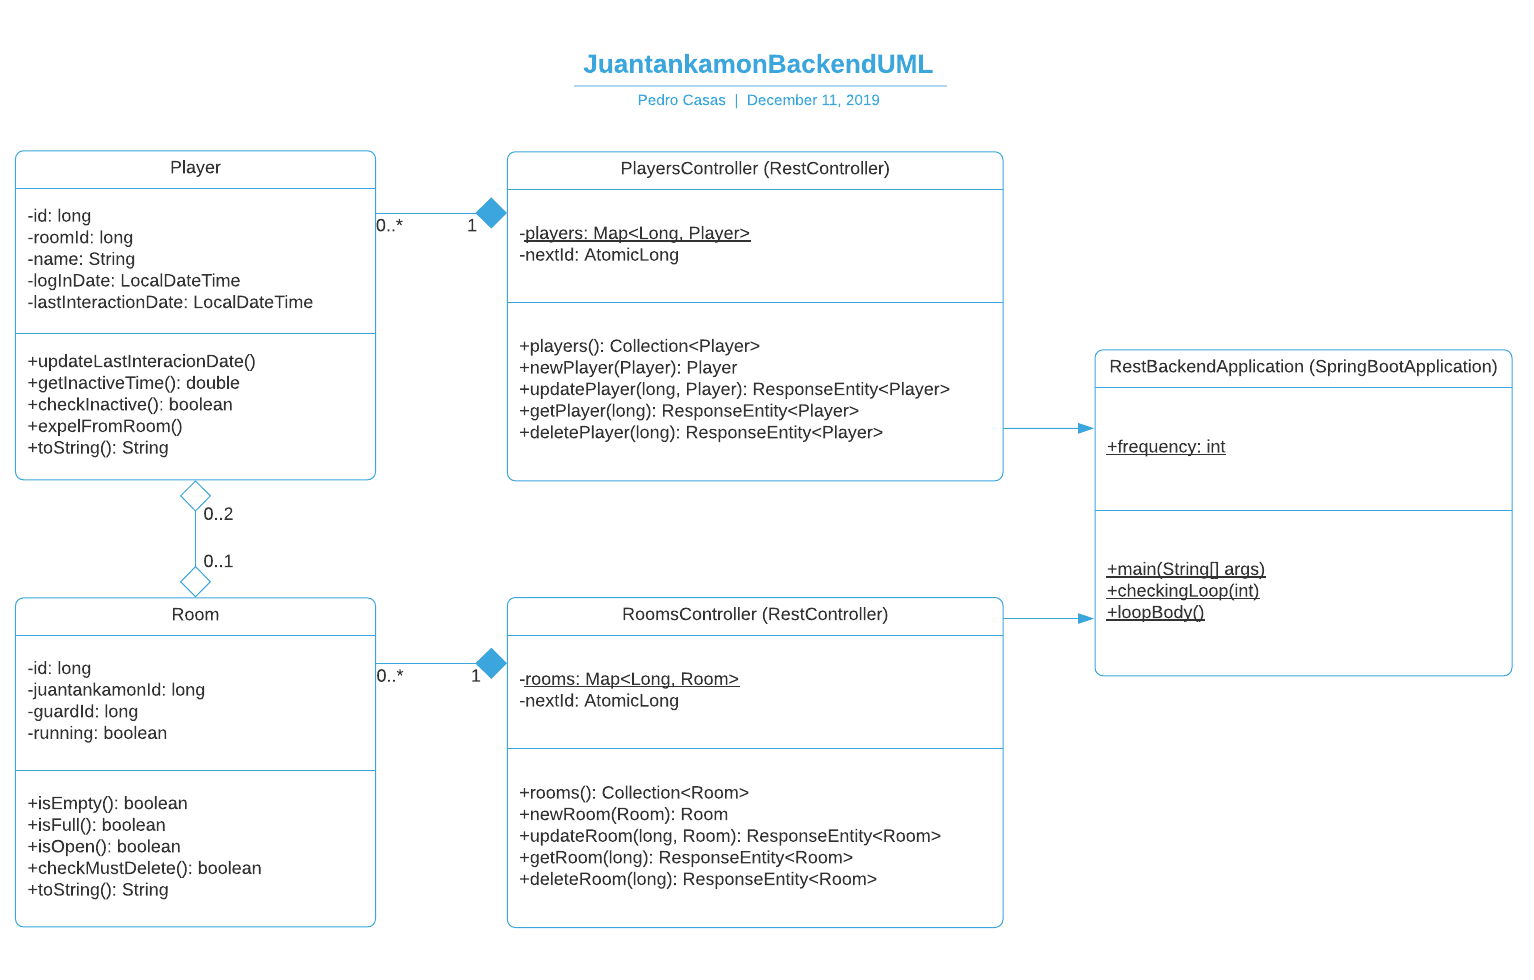 JuantankamonBackendUML
Pedro Casas | December 11, 2019
Player
-id: long
-roomId: long
-name: String
-logInDate: LocalDateTime
-lastInteractionDate: LocalDateTime
+updateLastInteracionDate()
+getInactiveTime(): double
+checkInactive(): boolean
+expelFromRoom()
+toString(): String
0..*
1
PlayersController (RestController)
-players: Map<Long, Player>
-nextId: AtomicLong
+players(): Collection<Player>
+newPlayer(Player): Player
+updatePlayer(long, Player): ResponseEntity<Player>
+getPlayer(long): ResponseEntity<Player>
+deletePlayer(long): ResponseEntity<Player>
RestBackendApplication (SpringBootApplication)
+frequency: int
+main(String[] args)
+checkingLoop(int)
+loopBody()
0..2
0..1
Room
-id: long
-juantankamonId: long
-guardId: long
-running: boolean
+isEmpty(): boolean
+isFull(): boolean
+isOpen(): boolean
+checkMustDelete(): boolean
+toString(): String
0..*
1
RoomsController (RestController)
-rooms: Map<Long, Room>
-nextId: AtomicLong
+rooms(): Collection<Room>
+newRoom(Room): Room
+updateRoom(long, Room): ResponseEntity<Room>
+getRoom(long): ResponseEntity<Room>
+deleteRoom(long): ResponseEntity<Room>